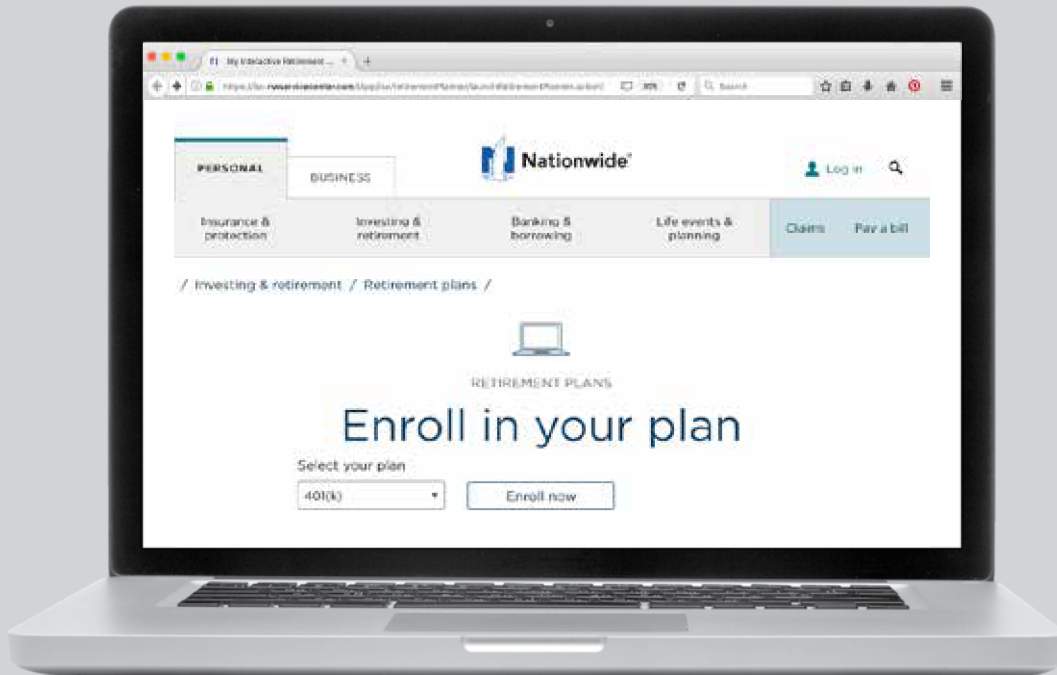 My Interactive Retirement ...
Search
PERSONAL
BUSINESS
Nationwide®
Log in
Insurance &
protection
Investing &
retirement
Banking &
borrowing
Life events &
planning
Claims
Pay a bill
/ Investing & retirement / Retirement plans /
RETIREMENT PLANS
Enroll in your plan
Select your plan
401(k)
Enroll now